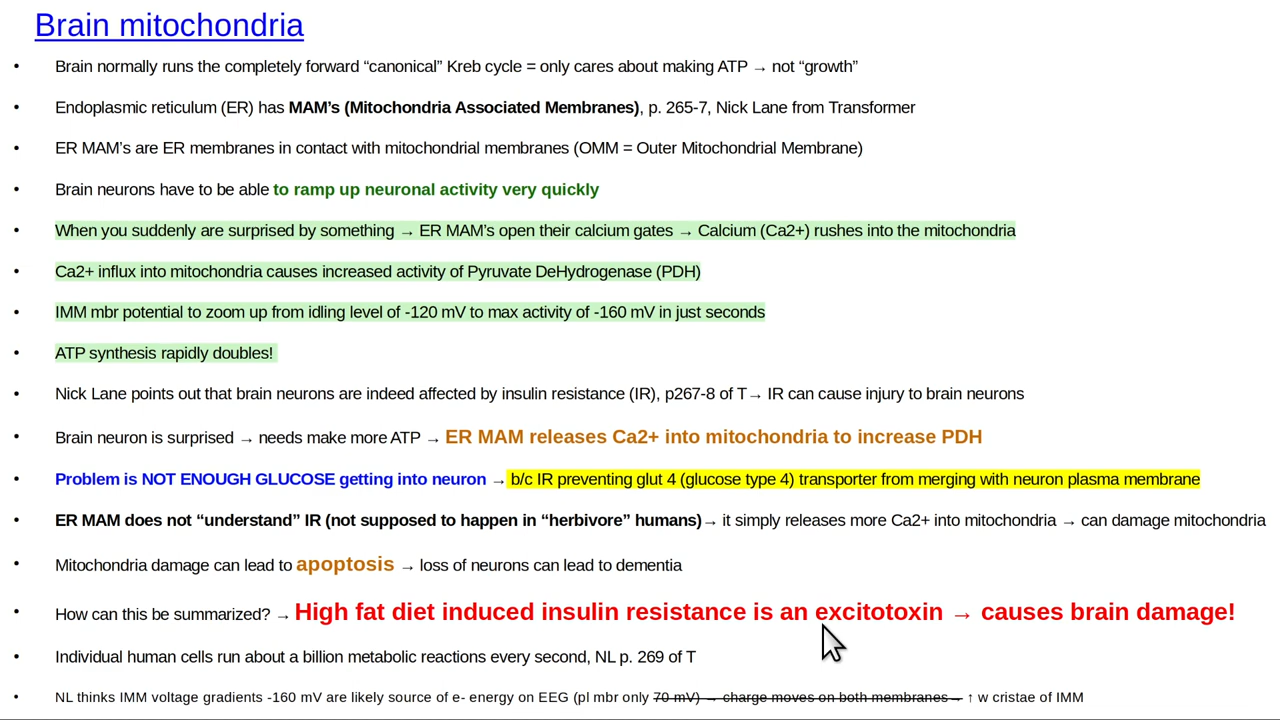 Brain mitochondria
• Brain normally runs the completely forward “canonical” Kreb cycle = only cares about making ATP → not “growth”
• Endoplasmic reticulum (ER) has MAM’s (Mitochondria Associated Membranes), p. 265-7, Nick Lane from Transformer
• ER MAM’s are ER membranes in contact with mitochondrial membranes (OMM = Outer Mitochondrial Membrane)
• Brain neurons have to be able to ramp up neuronal activity very quickly
• When you suddenly are surprised by something → ER MAM’s open their calcium gates → Calcium (Ca2+) rushes into the mitochondria
• Ca2+ influx into mitochondria causes increased activity of Pyruvate DeHydrogenase (PDH)
• IMM mbr potential to zoom up from idling level of -120 mV to max activity of -160 mV in just seconds
• ATP synthesis rapidly doubles!
• Nick Lane points out that brain neurons are indeed affected by insulin resistance (IR), p267-8 of T→ IR can cause injury to brain neurons
• Brain neuron is surprised → needs make more ATP → ER MAM releases Ca2+ into mitochondria to increase PDH
• Problem is NOT ENOUGH GLUCOSE getting into neuron → b/c IR preventing glut 4 (glucose type 4) transporter from merging with neuron plasma membrane
• ER MAM does not “understand” IR (not supposed to happen in “herbivore” humans)→ it simply releases more Ca2+ into mitochondria → can damage mitochondria
• Mitochondria damage can lead to apoptosis → loss of neurons can lead to dementia
• How can this be summarized? → High fat diet induced insulin resistance is an excitotoxin → causes brain damage!
• Individual human cells run about a billion metabolic reactions every second, NL p. 269 of T
• NL thinks IMM voltage gradients -160 mV are likely source of e- energy on EEG (pl mbr only 70 mV) → charge moves on both membranes→ ↑ w cristae of IMM